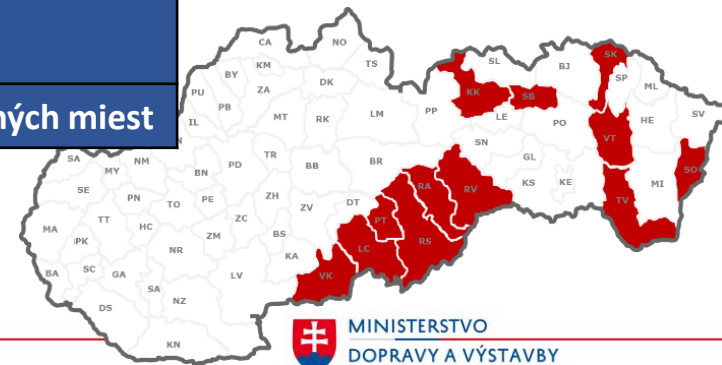 ných miest
CA
NO
TS
KM
BY
ZA
DK
PU
PB
IL
MT
RK
LM
PP
KK
SL
SB
LE
BJ
SK
SP
ML
SV
HE
PO
VT
SO
MI
TV
SN
GL
KS
KE
SA
MY
NM
BN
PD
TR
BB
BR
SE
PN
TO
PE
ZH
DT
RA
RV
MA
PK
TT
HC
ZC
ZV
PT
BA
SC
GA
NR
ZM
BS
KA
LC
RS
DS
SA
NZ
LV
VK
KN
MINISTERSTVO
DOPRAVY A VÝSTAVBY